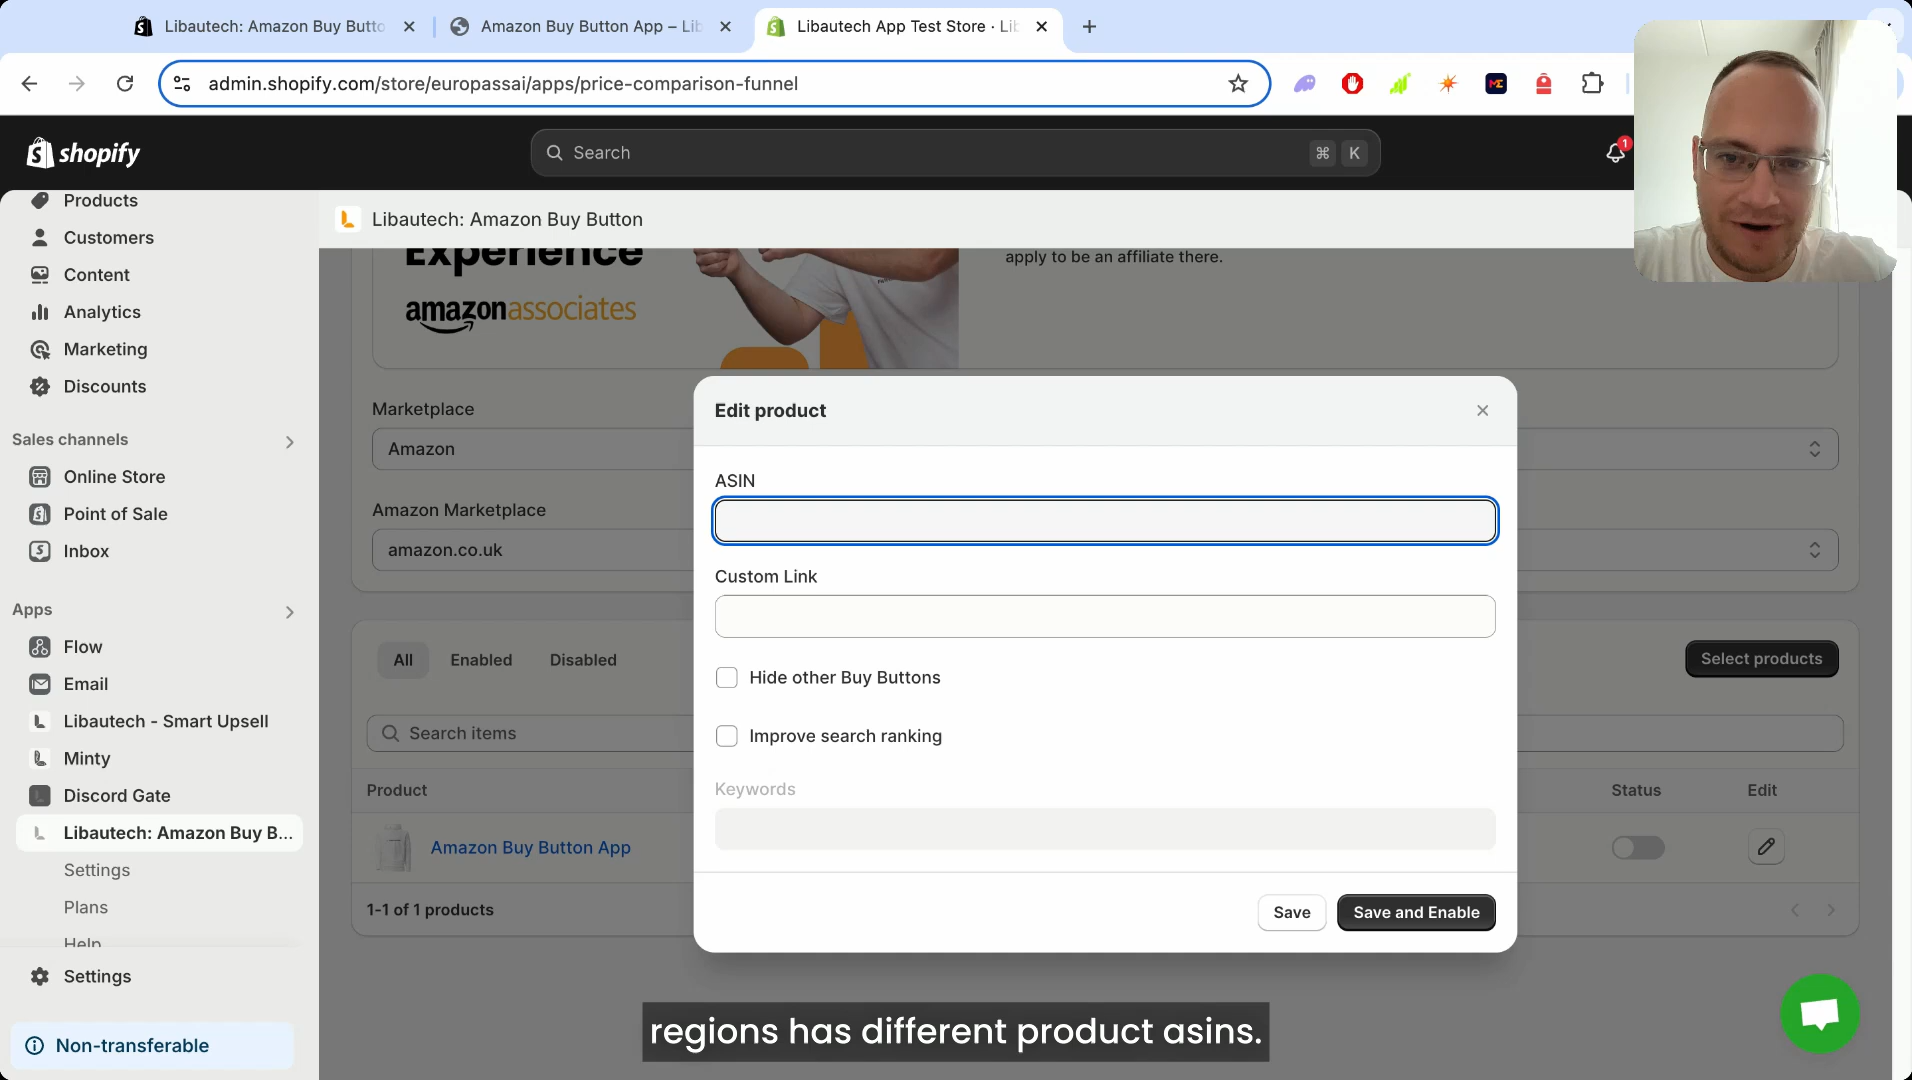 Libautech: Amazon Buy Butto
Amazon Buy Button App – Lib
Libautech App Test Store · Lib
admin.shopify.com/store/europassai/apps/price-comparison-funnel
shopify
Search
⌘ K
1
Products
Customers
Content
Analytics
Marketing
Discounts
Sales channels
Online Store
Point of Sale
Inbox
Apps
Flow
Email
Libautech - Smart Upsell
Minty
Discord Gate
Libautech: Amazon Buy B...
Settings
Plans
Help
Settings
Non-transferable
Libautech: Amazon Buy Button
Experience
amazonassociates
apply to be an affiliate there.
Marketplace
Amazon
Amazon Marketplace
amazon.co.uk
All
Enabled
Disabled
Select products
Search items
Product
Status
Edit
Amazon Buy Button App
1-1 of 1 products
Edit product
ASIN
Custom Link
Hide other Buy Buttons
Improve search ranking
Keywords
Save
Save and Enable
regions has different product asins.